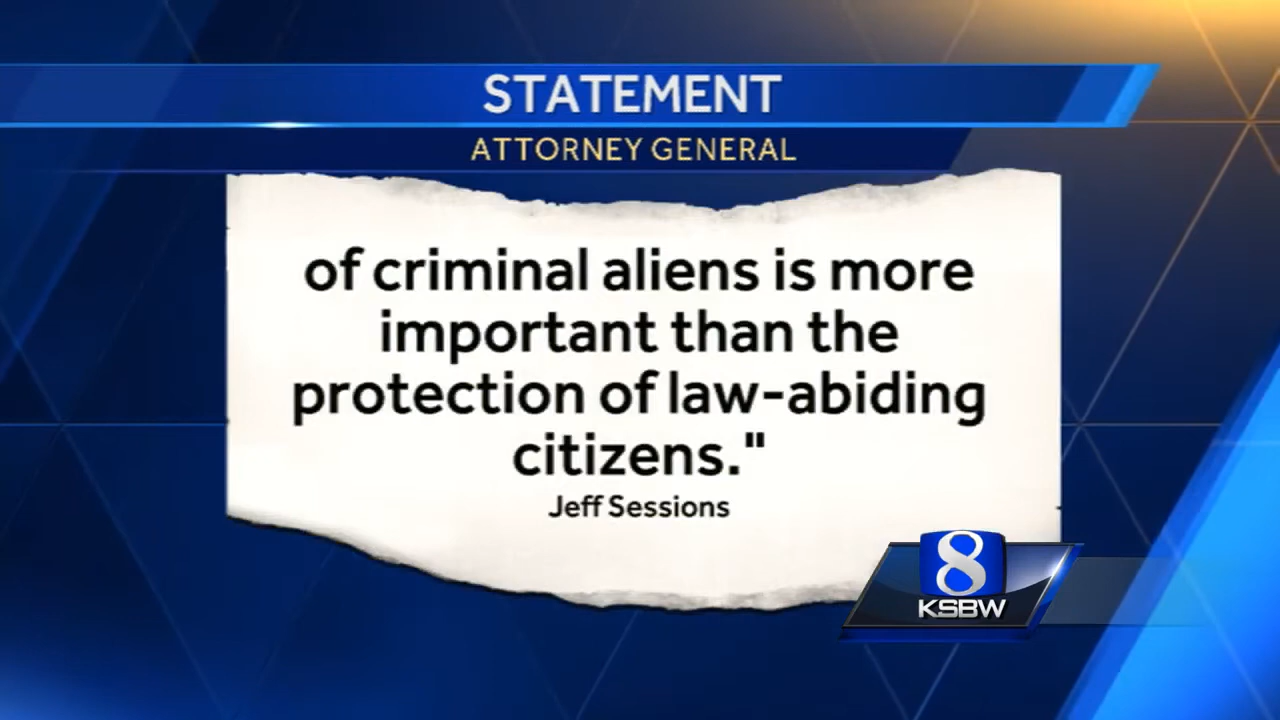 STATEMENT
ATTORNEY GENERAL
of criminal aliens is more
important than the
protection of law-abiding
citizens."
Jeff Sessions
8
KSBW